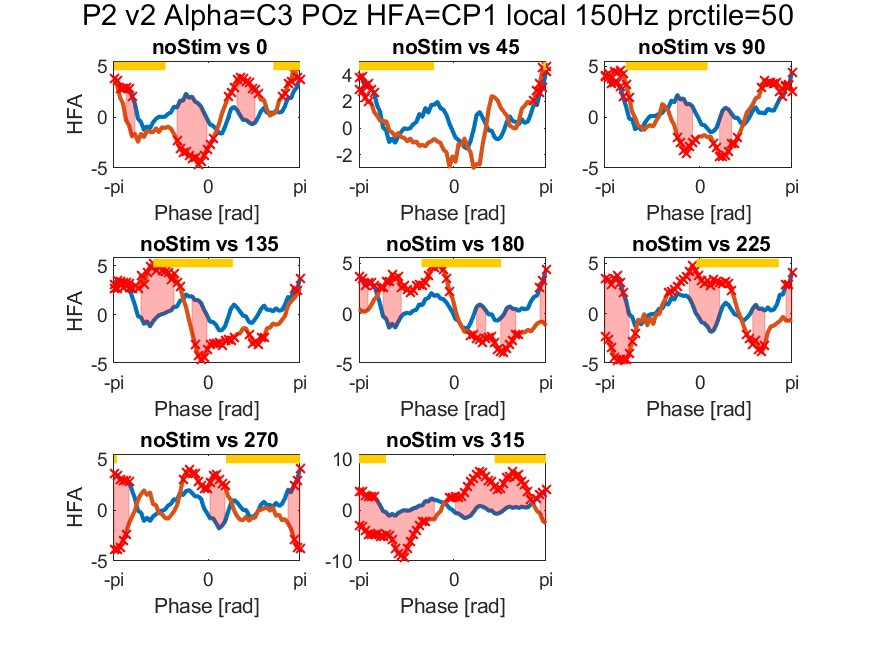 P2 v2 Alpha=C3 POz HFA=CP1 local 150Hz prctile=50
noStim vs 0
noStim vs 45
noStim vs 90
5
0
-5
HFA
-pi
0
pi
Phase [rad]
4
2
0
-2
-pi
0
pi
Phase [rad]
5
0
-5
-pi
0
pi
Phase [rad]
noStim vs 135
noStim vs 180
noStim vs 225
5
0
-5
HFA
-pi
0
pi
Phase [rad]
5
0
-5
-pi
0
pi
Phase [rad]
5
0
-5
-pi
0
pi
Phase [rad]
noStim vs 270
noStim vs 315
5
0
-5
HFA
-pi
0
pi
Phase [rad]
10
0
-10
-pi
0
pi
Phase [rad]